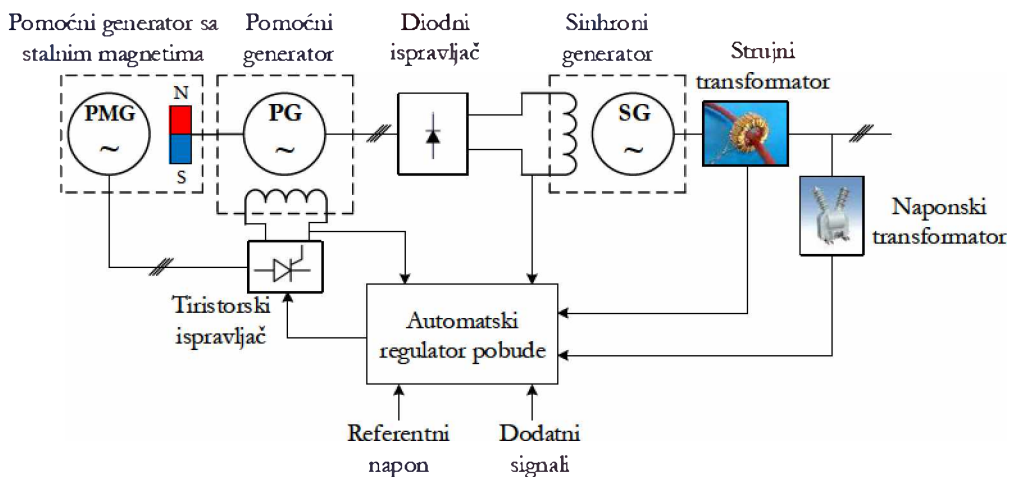 Pomoćni generator sa
stalnim magnetima
Pomoćni
generator
Diodni
ispravljač
Sinhroni
generator
Strujni
transformator
PMG
~
N
S
PG
~
SG
~
Naponski
transformator
Tiristorski
ispravljač
Automatski
regulator pobude
Referentni
napon
Dodatni
signali